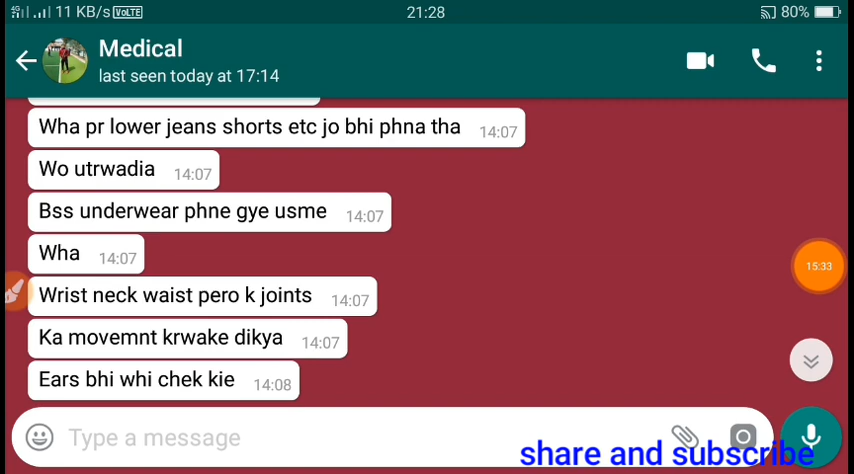 4G 11 KB/s VoLTE 21:28 80%
Medical
last seen today at 17:14
Wha pr lower jeans shorts etc jo bhi phna tha 14:07
Wo utrwadia 14:07
Bss underwear phne gye usme 14:07
Wha 14:07
15:33
Wrist neck waist pero k joints 14:07
Ka movemnt krwake dikya 14:07
Ears bhi whi chek kie 14:08
Type a message
share and subscribe